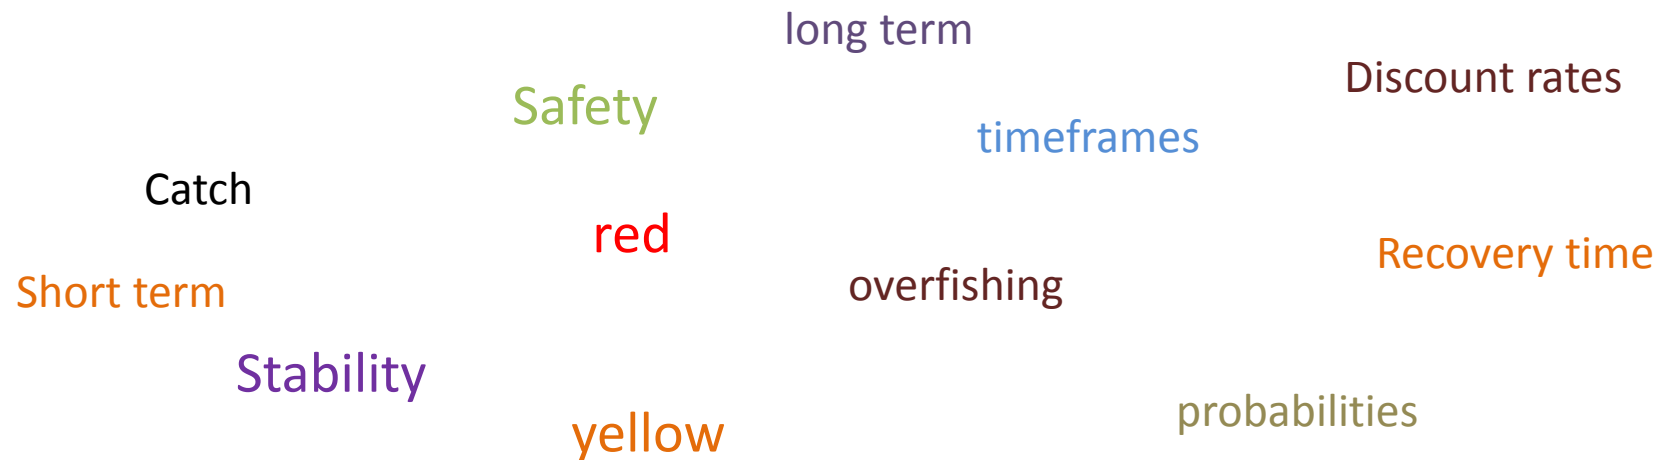 long term
Discount rates
Safety
timeframes
Catch
red
Recovery time
Short term
overfishing
Stability
probabilities
yellow